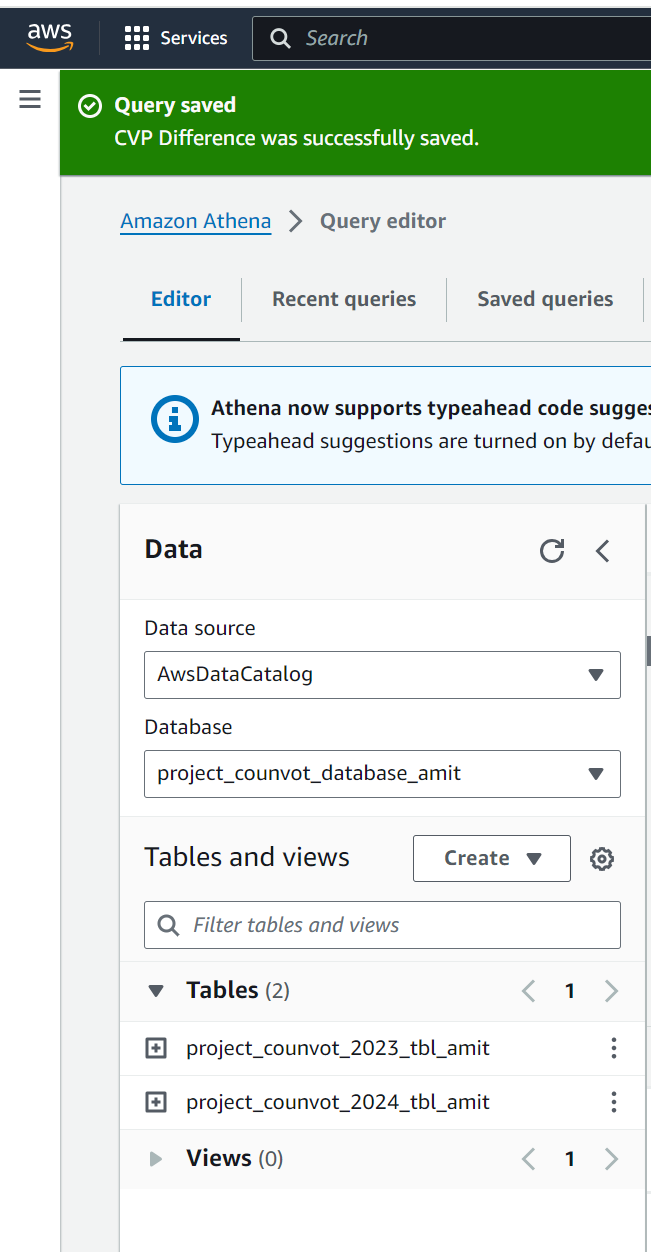 aws
Services
Search
Query saved
CVP Difference was successfully saved.
Amazon Athena > Query editor
Editor
Recent queries
Saved queries
Athena now supports typeahead code sugges
Typeahead suggestions are turned on by defau
Data
Data source
AwsDataCatalog
Database
project_counvot_database_amit
Tables and views
Create
Filter tables and views
Tables (2)
1
project_counvot_2023_tbl_amit
project_counvot_2024_tbl_amit
Views (0)
1